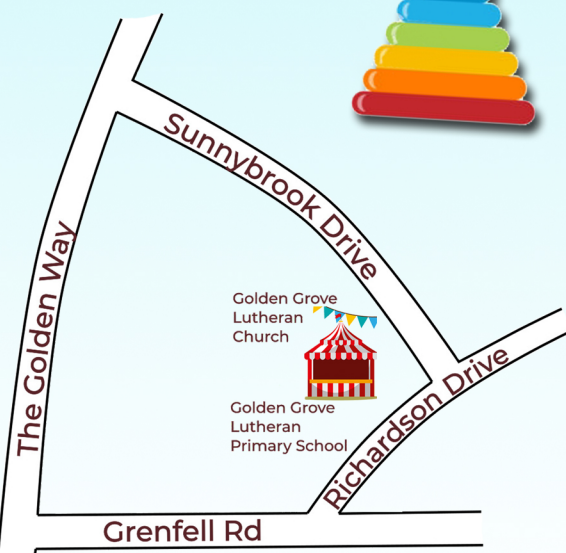 Sunnybrook Drive
The Golden Way
Golden Grove
Lutheran
Church
Golden Grove
Lutheran
Primary School
Richardson Drive
Grenfell Rd